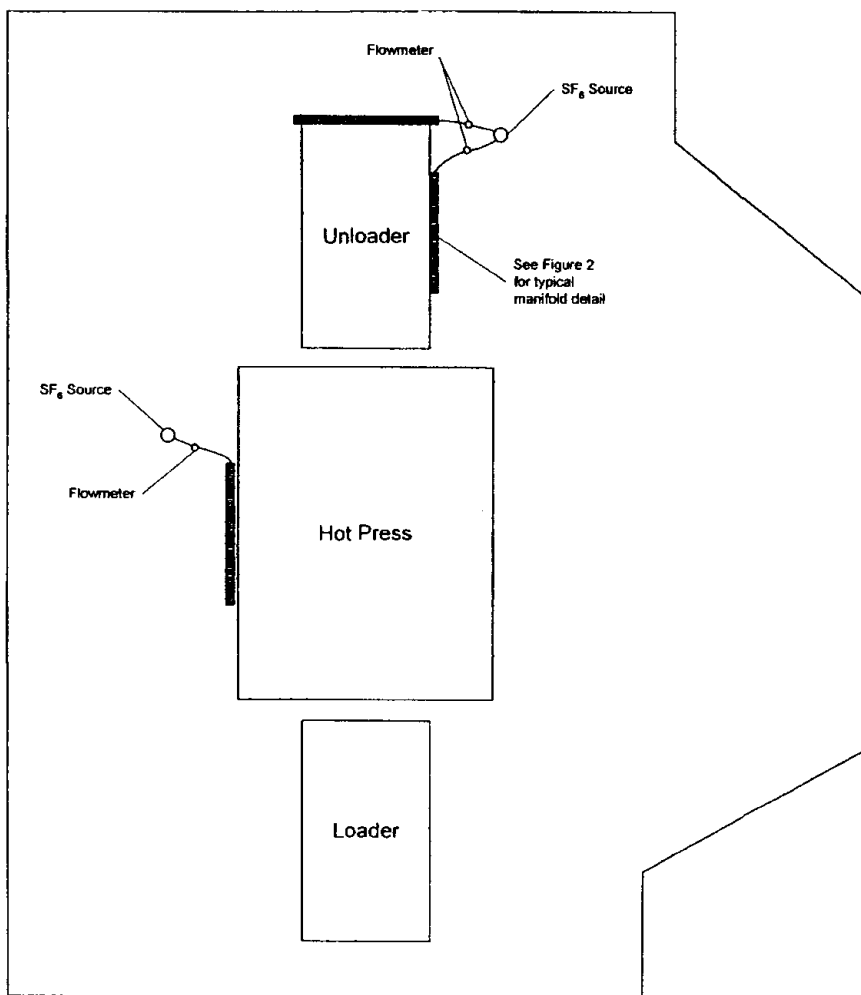 Flowmeter
SF₆ Source
Unloader
See Figure 2
for typical
manifold detail
SF₆ Source
Flowmeter
Hot Press
Loader